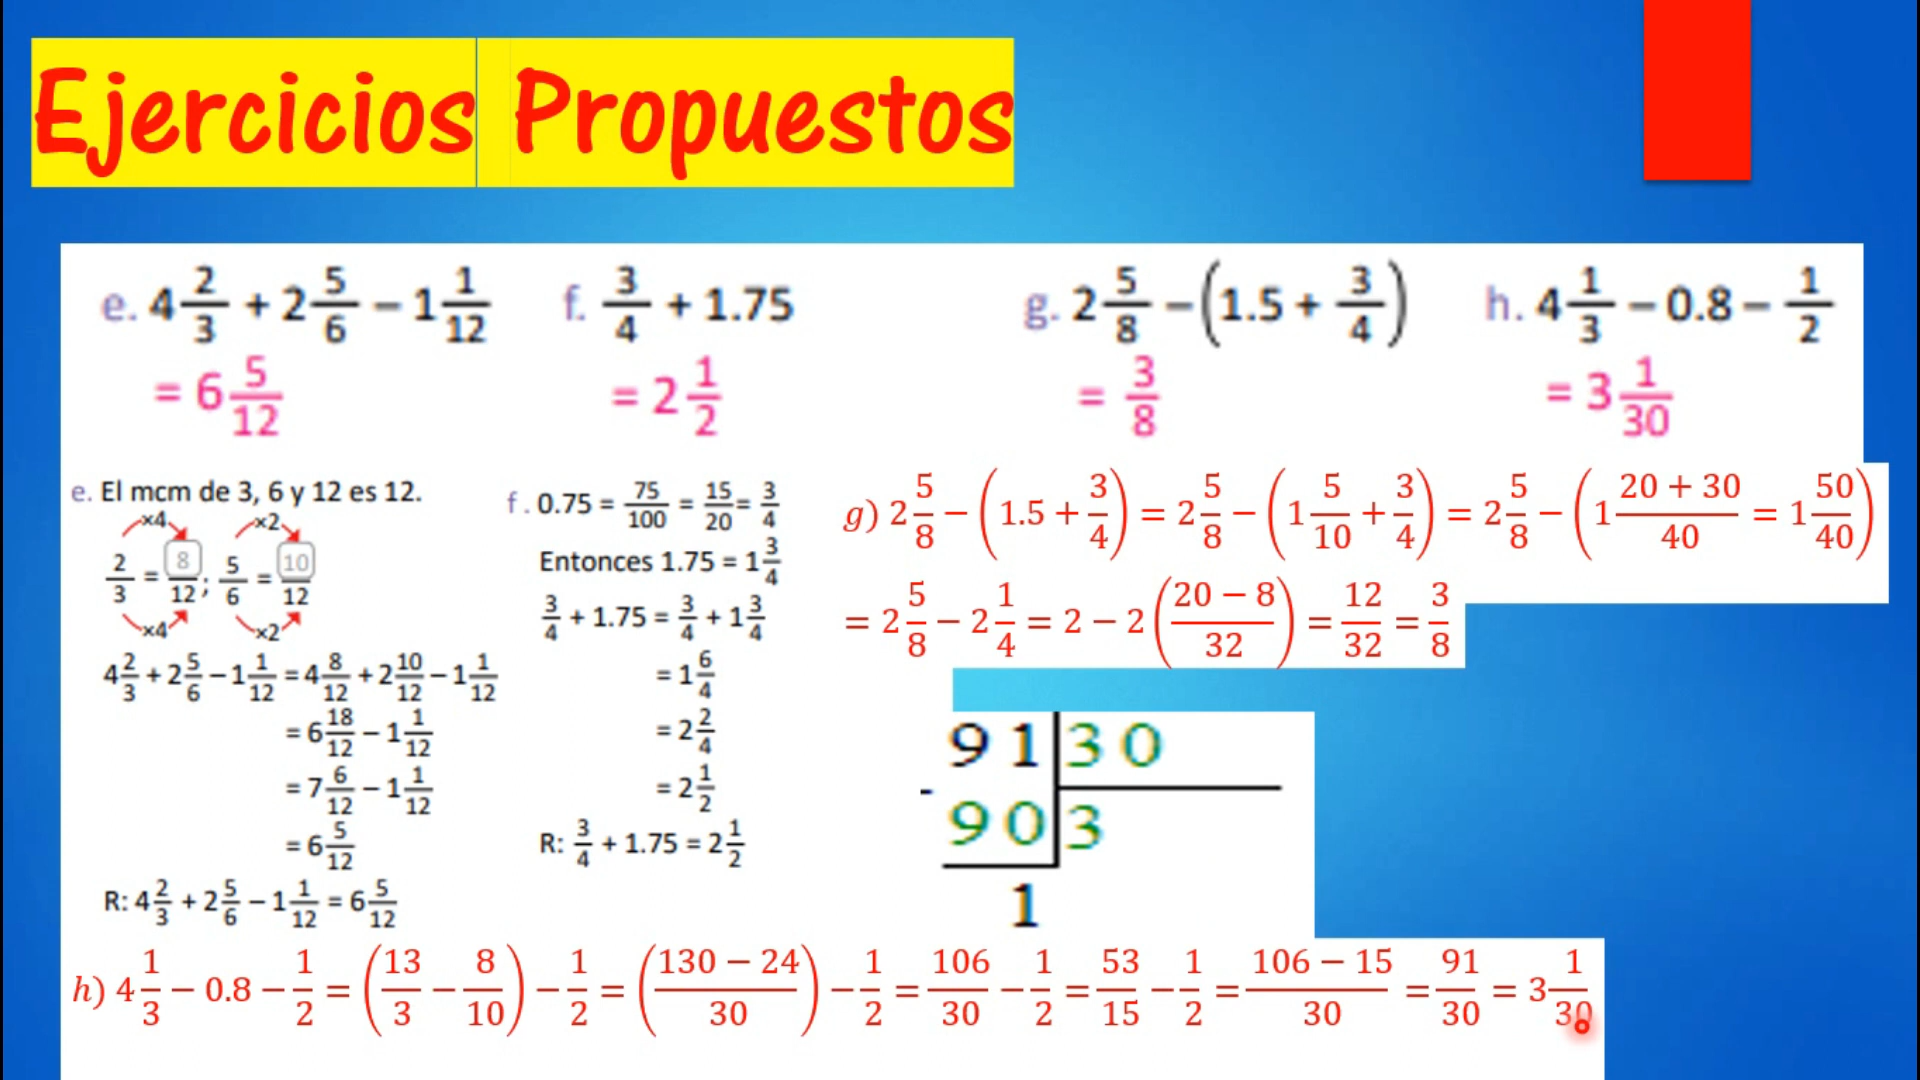 Ejercicios Propuestos
e. 4 2/3 + 2 5/6 − 1 1/12
= 6 5/12
f. 3/4 + 1.75
= 2 1/2
g. 2 5/8 − (1.5 + 3/4)
= 3/8
h. 4 1/3 − 0.8 − 1/2
= 3 1/30
e. El mcm de 3, 6 y 12 es 12.
×4 ×2
2/3 = 8/12 ; 5/6 = 10/12
×4 ×2
4 2/3 + 2 5/6 − 1 1/12 = 4 8/12 + 2 10/12 − 1 1/12
= 6 18/12 − 1 1/12
= 7 6/12 − 1 1/12
= 6 5/12
R: 4 2/3 + 2 5/6 − 1 1/12 = 6 5/12
f. 0.75 = 75/100 = 15/20 = 3/4
Entonces 1.75 = 1 3/4
3/4 + 1.75 = 3/4 + 1 3/4
= 1 6/4
= 2 2/4
= 2 1/2
R: 3/4 + 1.75 = 2 1/2
g) 2 5/8 − (1.5 + 3/4) = 2 5/8 − (1 5/10 + 3/4) = 2 5/8 − (1 20 + 30/40 = 1 50/40)
= 2 5/8 − 2 1/4 = 2 − 2 (20 − 8/32) = 12/32 = 3/8
91 30
- 90 3
1
h) 4 1/3 − 0.8 − 1/2 = (13/3 − 8/10) − 1/2 = (130 − 24/30) − 1/2 = 106/30 − 1/2 = 53/15 − 1/2 = 106 − 15/30 = 91/30 = 3 1/30